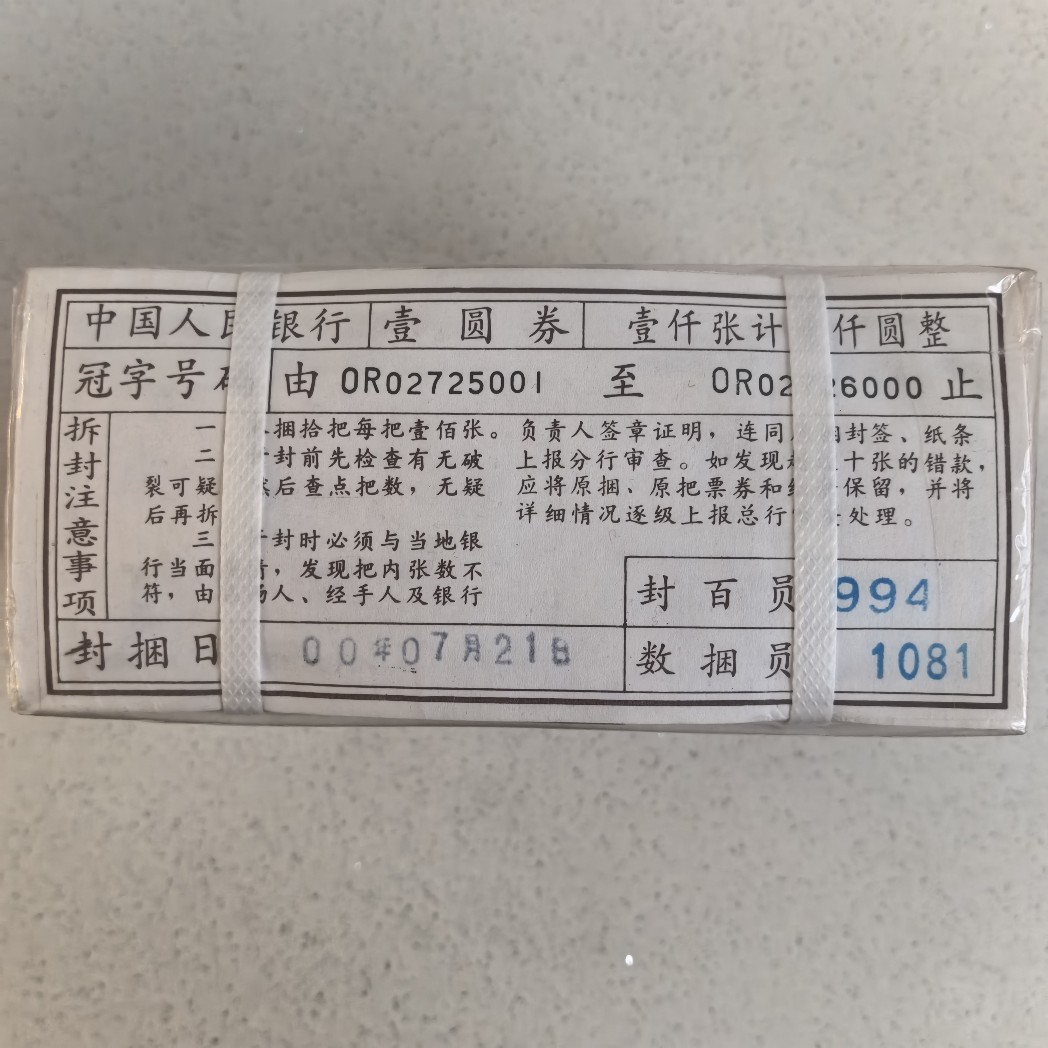 中国人民银行 壹圆券 壹仟张计 仟圆整
冠字号 由 OR02725001 至 OR02 26000 止
拆封注意事项
一 捆拾把每把壹佰张。
二 封前先检查有无破
裂可疑 后查点把数，无疑
后再拆
三 封时必须与当地银
行当面 ，发现把内张数不
符，由 人、经手人及银行
负责人签章证明，连同 封签、纸条
上报分行审查。如发现 十张的错款，
应将原捆、原把票券和 保留，并将
详细情况逐级上报总行 处理。
封百员 994
封捆日 00年07月21日
数捆员 1081